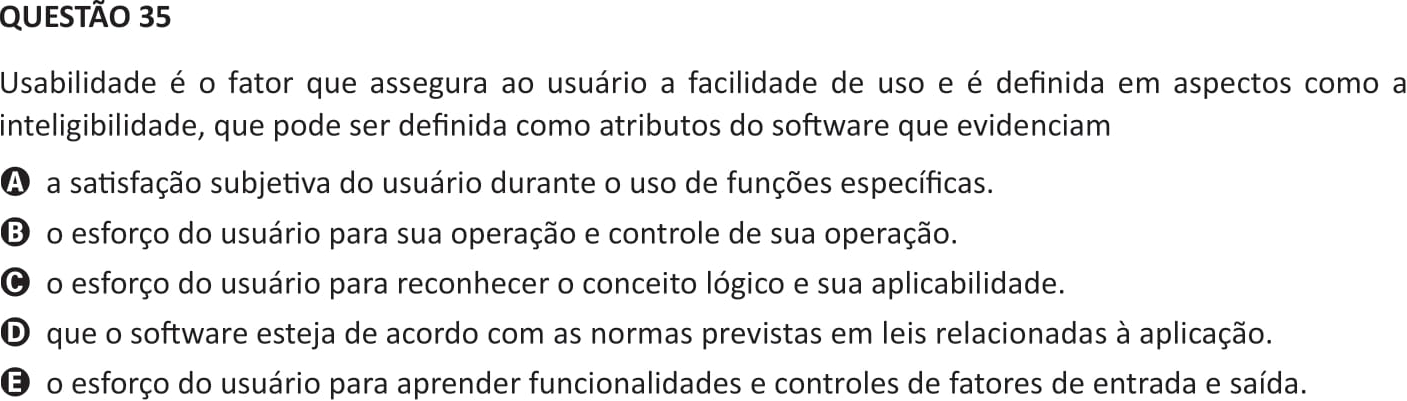 QUESTÃO 35
Usabilidade é o fator que assegura ao usuário a facilidade de uso e é definida em aspectos como a
inteligibilidade, que pode ser definida como atributos do software que evidenciam
A a satisfação subjetiva do usuário durante o uso de funções específicas.
B o esforço do usuário para sua operação e controle de sua operação.
C o esforço do usuário para reconhecer o conceito lógico e sua aplicabilidade.
D que o software esteja de acordo com as normas previstas em leis relacionadas à aplicação.
E o esforço do usuário para aprender funcionalidades e controles de fatores de entrada e saída.